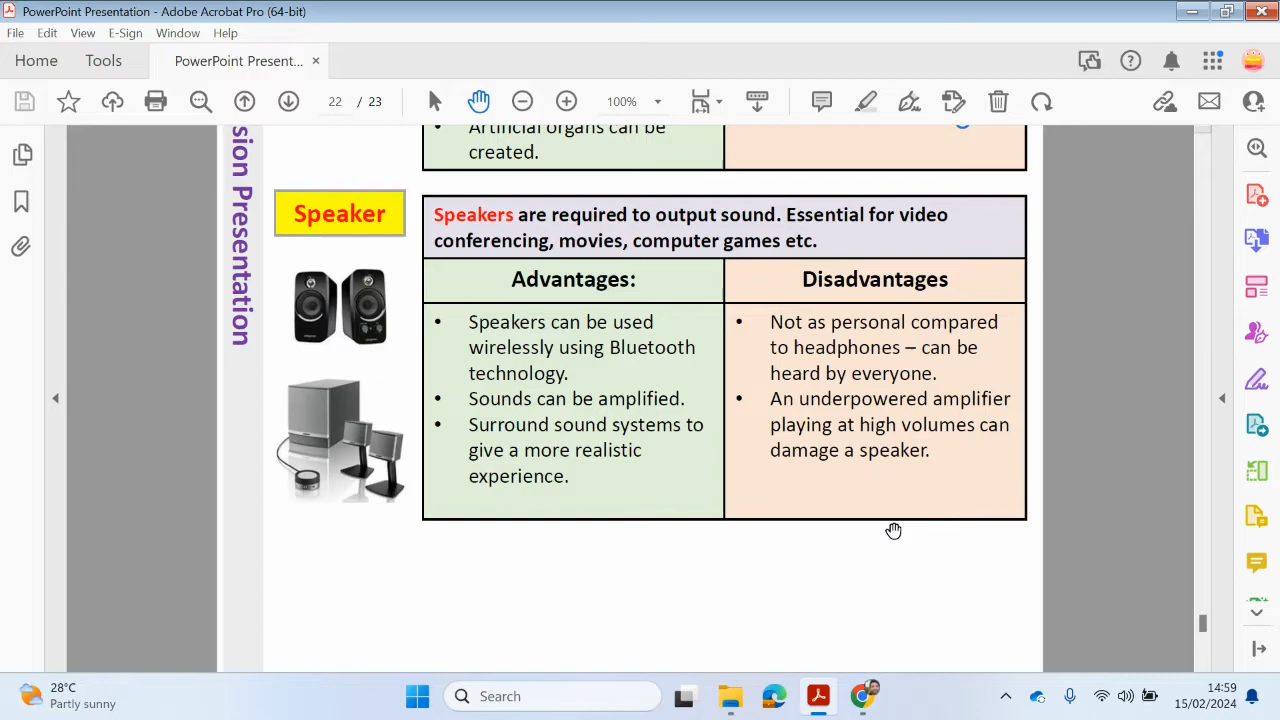 PowerPoint Presentation - Adobe Acrobat Pro (64-bit)
File Edit View E-Sign Window Help
Home Tools PowerPoint Present... ×
22 / 23 100%
Artificial organs can be
created.
sion Presentation
Speaker
Speakers are required to output sound. Essential for video
conferencing, movies, computer games etc.
Advantages: Disadvantages
• Speakers can be used
wirelessly using Bluetooth
technology.
• Sounds can be amplified.
• Surround sound systems to
give a more realistic
experience.
• Not as personal compared
to headphones – can be
heard by everyone.
• An underpowered amplifier
playing at high volumes can
damage a speaker.
28°C
Partly sunny
Search
14:59
15/02/2024